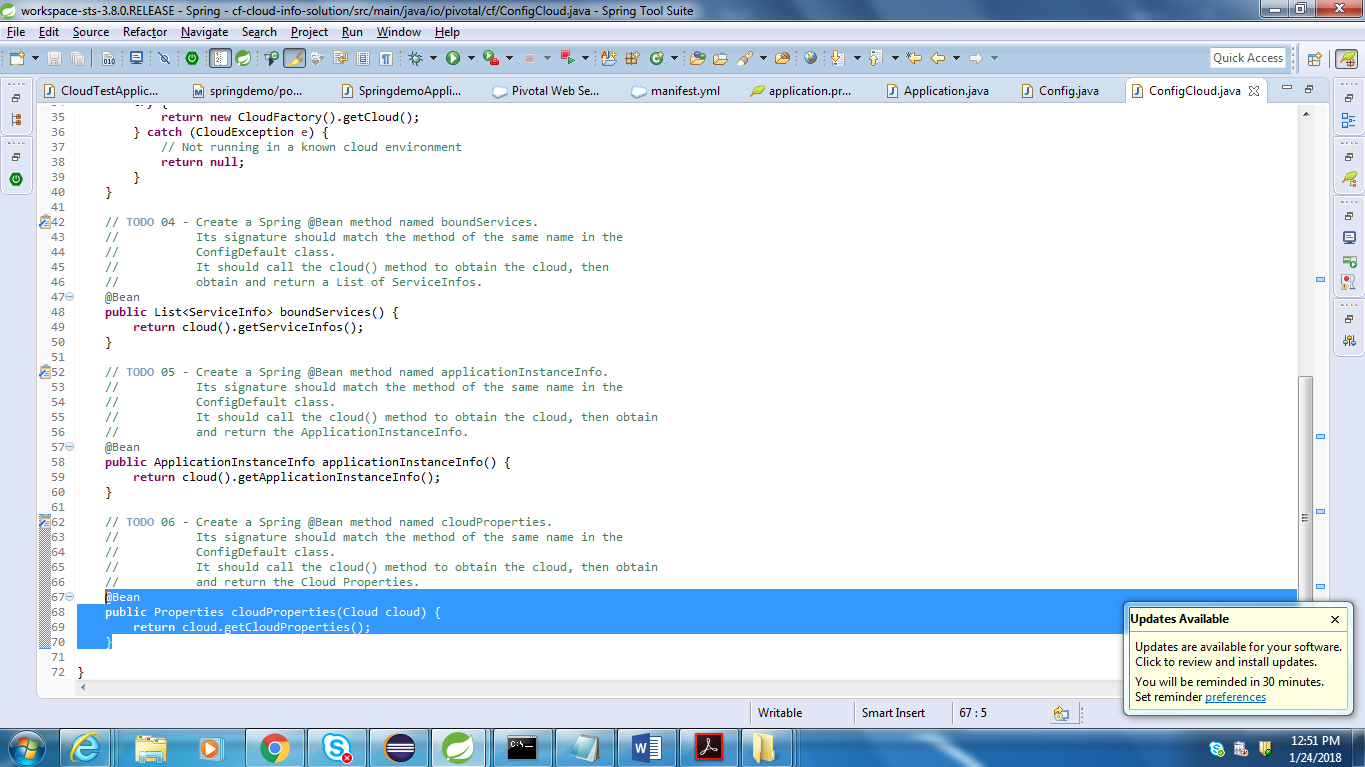 workspace-sts-3.8.0.RELEASE - Spring - cf-cloud-info-solution/src/main/java/io/pivotal/cf/ConfigCloud.java - Spring Tool Suite
File Edit Source Refactor Navigate Search Project Run Window Help
Quick Access
CloudTestApplic... springdemo/po... SpringdemoAppli... Pivotal Web Se... manifest.yml application.pr... Application.java Config.java ConfigCloud.java
35 return new CloudFactory().getCloud();
36 } catch (CloudException e) {
37 // Not running in a known cloud environment
38 return null;
39 }
40 }
41
42 // TODO 04 - Create a Spring @Bean method named boundServices.
43 // Its signature should match the method of the same name in the
44 // ConfigDefault class.
45 // It should call the cloud() method to obtain the cloud, then
46 // obtain and return a List of ServiceInfos.
47 @Bean
48 public List<ServiceInfo> boundServices() {
49 return cloud().getServiceInfos();
50 }
51
52 // TODO 05 - Create a Spring @Bean method named applicationInstanceInfo.
53 // Its signature should match the method of the same name in the
54 // ConfigDefault class.
55 // It should call the cloud() method to obtain the cloud, then obtain
56 // and return the ApplicationInstanceInfo.
57 @Bean
58 public ApplicationInstanceInfo applicationInstanceInfo() {
59 return cloud().getApplicationInstanceInfo();
60 }
61
62 // TODO 06 - Create a Spring @Bean method named cloudProperties.
63 // Its signature should match the method of the same name in the
64 // ConfigDefault class.
65 // It should call the cloud() method to obtain the cloud, then obtain
66 // and return the Cloud Properties.
67 @Bean
68 public Properties cloudProperties(Cloud cloud) {
69 return cloud.getCloudProperties();
70 }
71
72 }
Updates Available
Updates are available for your software.
Click to review and install updates.
You will be reminded in 30 minutes.
Set reminder preferences
Writable Smart Insert 67 : 5
12:51 PM
1/24/2018